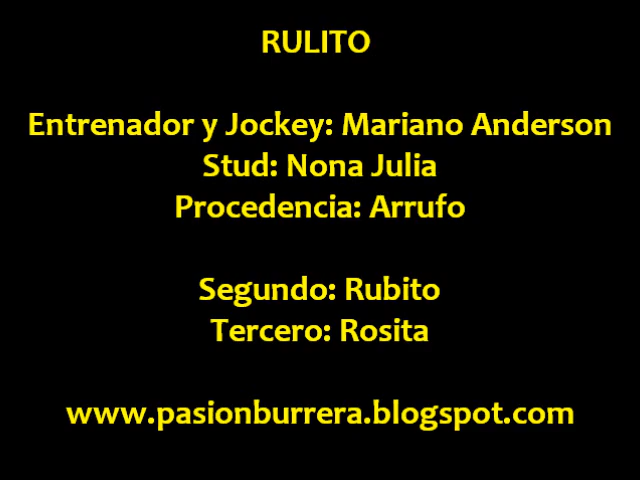 RULITO
Entrenador y Jockey: Mariano Anderson
Stud: Nona Julia
Procedencia: Arrufo
Segundo: Rubito
Tercero: Rosita
www.pasionburrera.blogspot.com